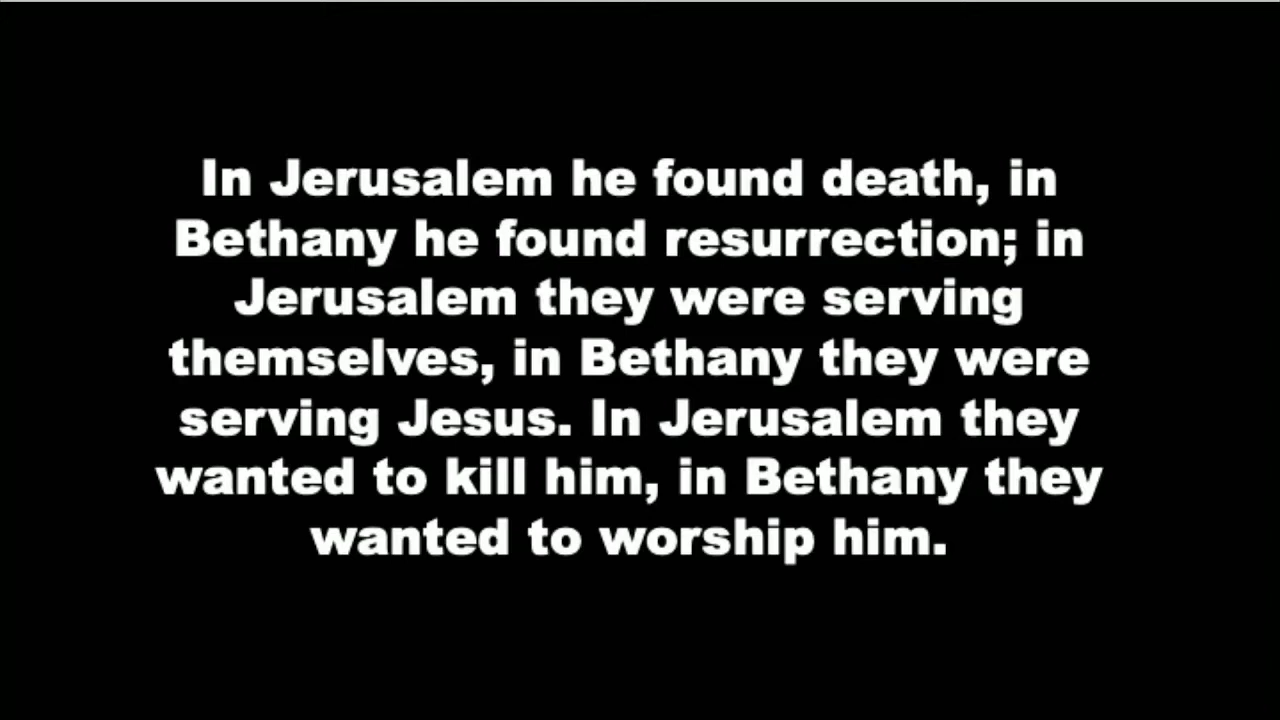 In Jerusalem he found death, in
Bethany he found resurrection; in
Jerusalem they were serving
themselves, in Bethany they were
serving Jesus. In Jerusalem they
wanted to kill him, in Bethany they
wanted to worship him.